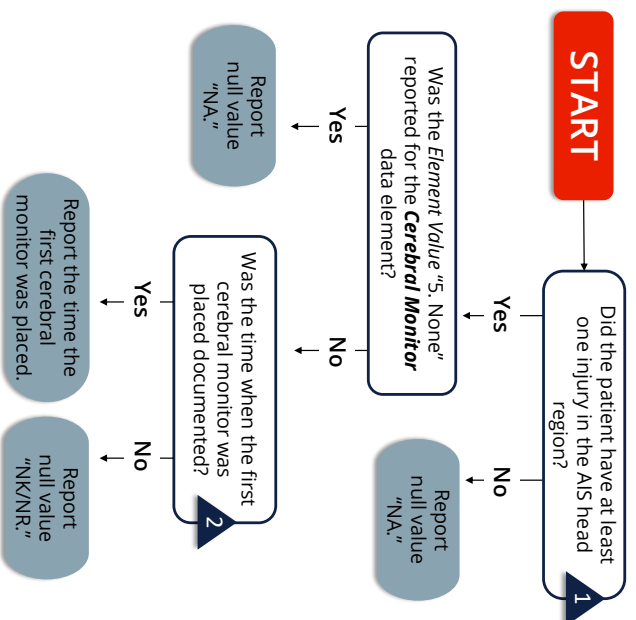 START
Did the patient have at least
one injury in the AIS head
region?
1
Yes
No
Was the Element Value “5. None”
reported for the Cerebral Monitor
data element?
Report
null value
“NA.”
Yes
No
Report
null value
“NA.”
Was the time when the first
cerebral monitor was
placed documented?
2
Yes
No
Report the time the
first cerebral
monitor was placed.
Report
null value
“NK/NR.”